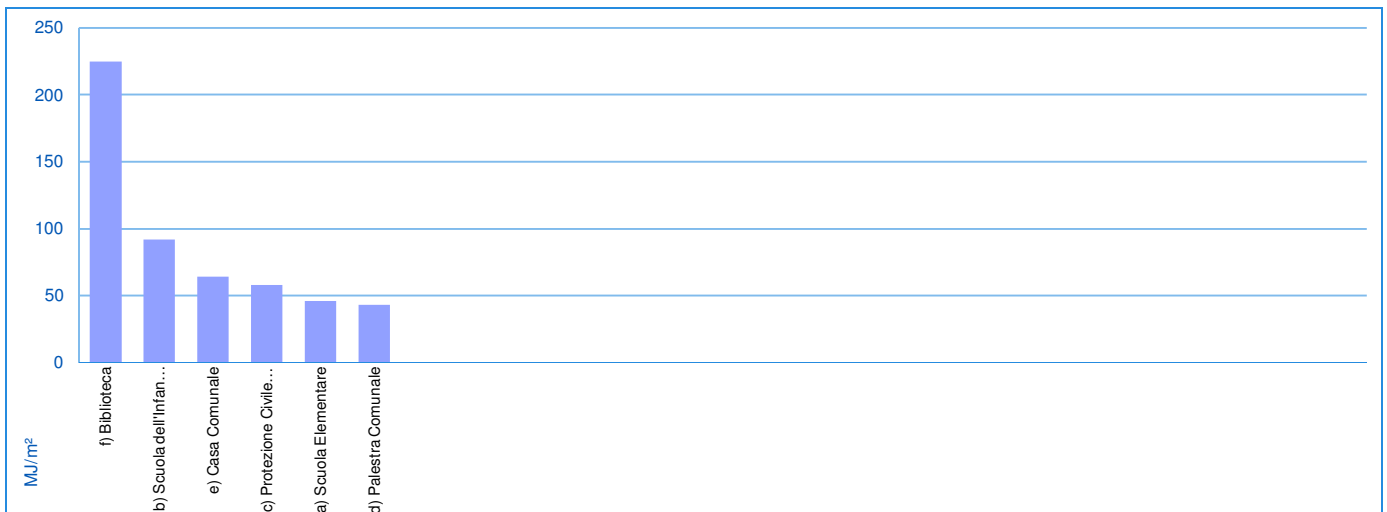 250
200
150
100
50
0
MJ/m²
f) Biblioteca
b) Scuola dell'Infan…
e) Casa Comunale
c) Protezione Civile…
a) Scuola Elementare
d) Palestra Comunale